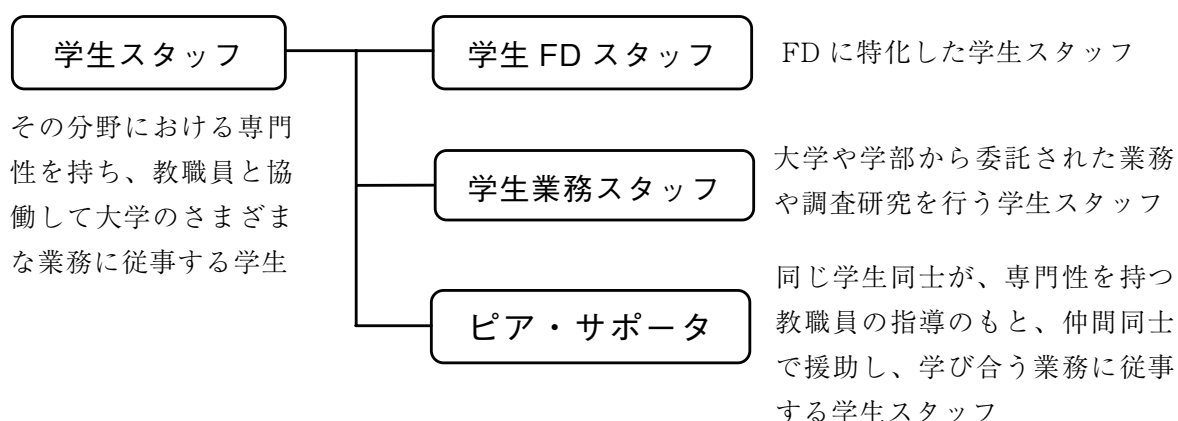 学生スタッフ
その分野における専門
性を持ち、教職員と協
働して大学のさまざま
な業務に従事する学生
学生 FD スタッフ
FD に特化した学生スタッフ
学生業務スタッフ
大学や学部から委託された業務
や調査研究を行う学生スタッフ
ピア・サポータ
同じ学生同士が、専門性を持つ
教職員の指導のもと、仲間同士
で援助し、学び合う業務に従事
する学生スタッフ